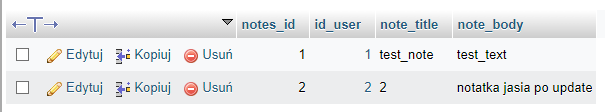 notes_id id_user note_title note_body
Edytuj Kopiuj Usuń 1 1 test_note test_text
Edytuj Kopiuj Usuń 2 2 2 notatka jasia po update